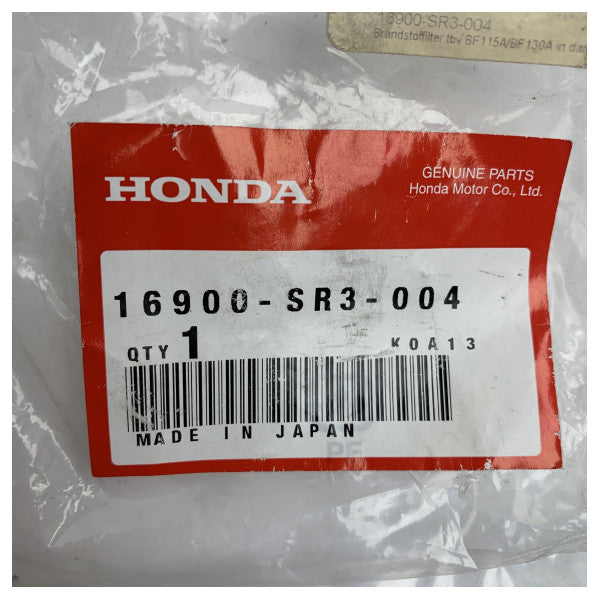 16900-SR3-004
Brandstoffilter tbv BF115A/BF130A in
HONDA
GENUINE PARTS
Honda Motor Co., Ltd.
16900-SR3-004
QTY 1 K0A13
MADE IN JAPAN